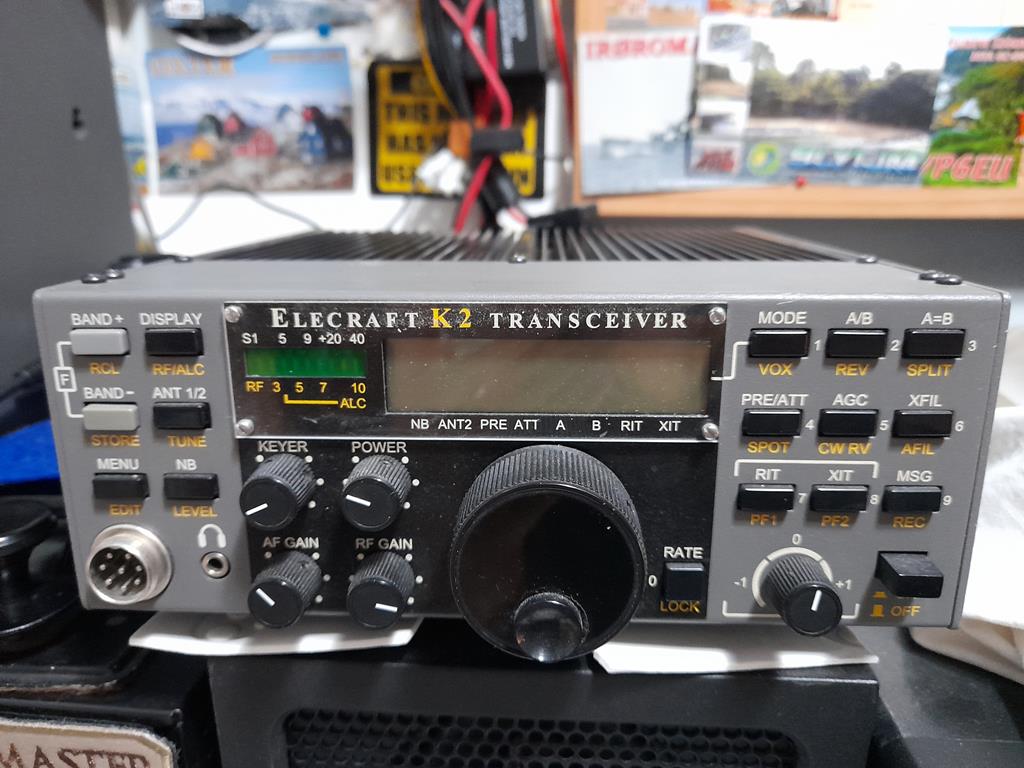 IRØROM
THIS
HAS
/P6EU
ELECRAFT K2 TRANSCEIVER
BAND + DISPLAY
RCL RF/ALC
F
BAND - ANT 1/2
STORE TUNE
MENU NB
EDIT LEVEL
S1 5 9 +20 40
RF 3 5 7 10
ALC
NB ANT2 PRE ATT A B RIT XIT
KEYER POWER
AF GAIN RF GAIN
RATE
0
LOCK
MODE A/B A=B
1 2 3
VOX REV SPLIT
PRE/ATT AGC XFIL
4 5 6
SPOT CW RV AFIL
RIT XIT MSG
7 8 9
PF1 PF2 REC
0
-1 +1
OFF
MASTER